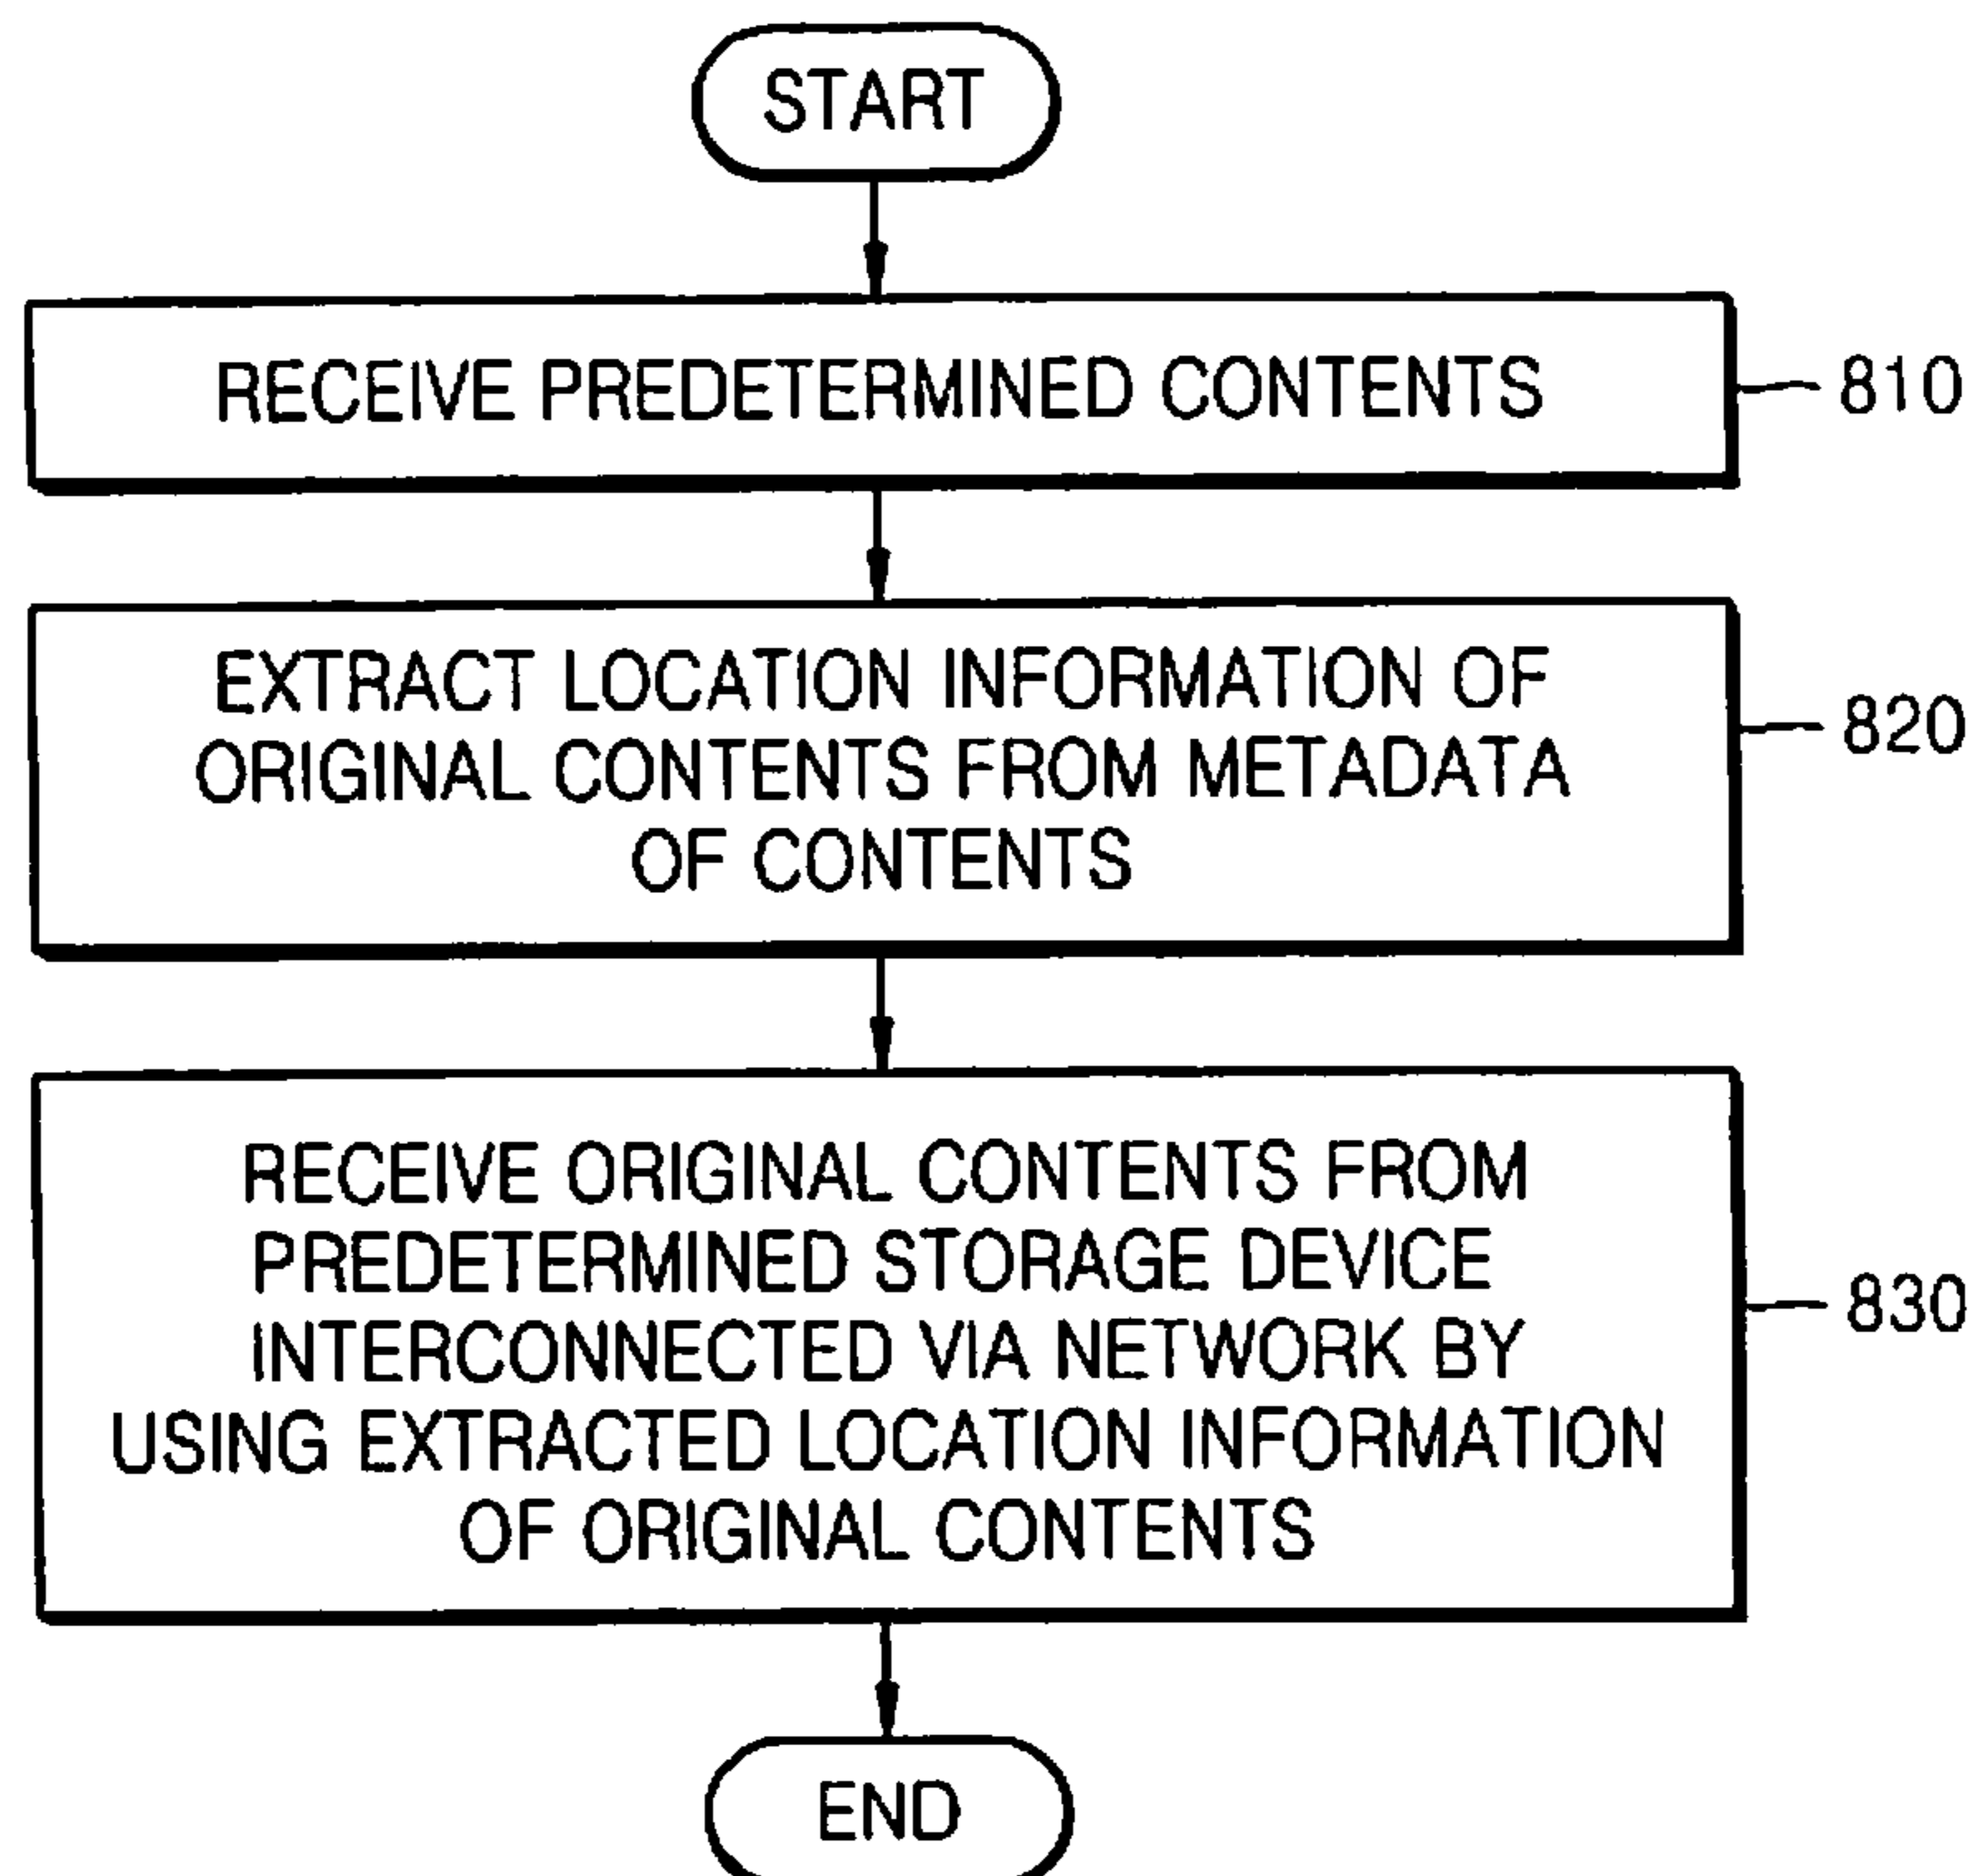 START
RECEIVE PREDETERMINED CONTENTS
810
EXTRACT LOCATION INFORMATION OF
ORIGINAL CONTENTS FROM METADATA
OF CONTENTS
820
RECEIVE ORIGINAL CONTENTS FROM
PREDETERMINED STORAGE DEVICE
INTERCONNECTED VIA NETWORK BY
USING EXTRACTED LOCATION INFORMATION
OF ORIGINAL CONTENTS
830
END